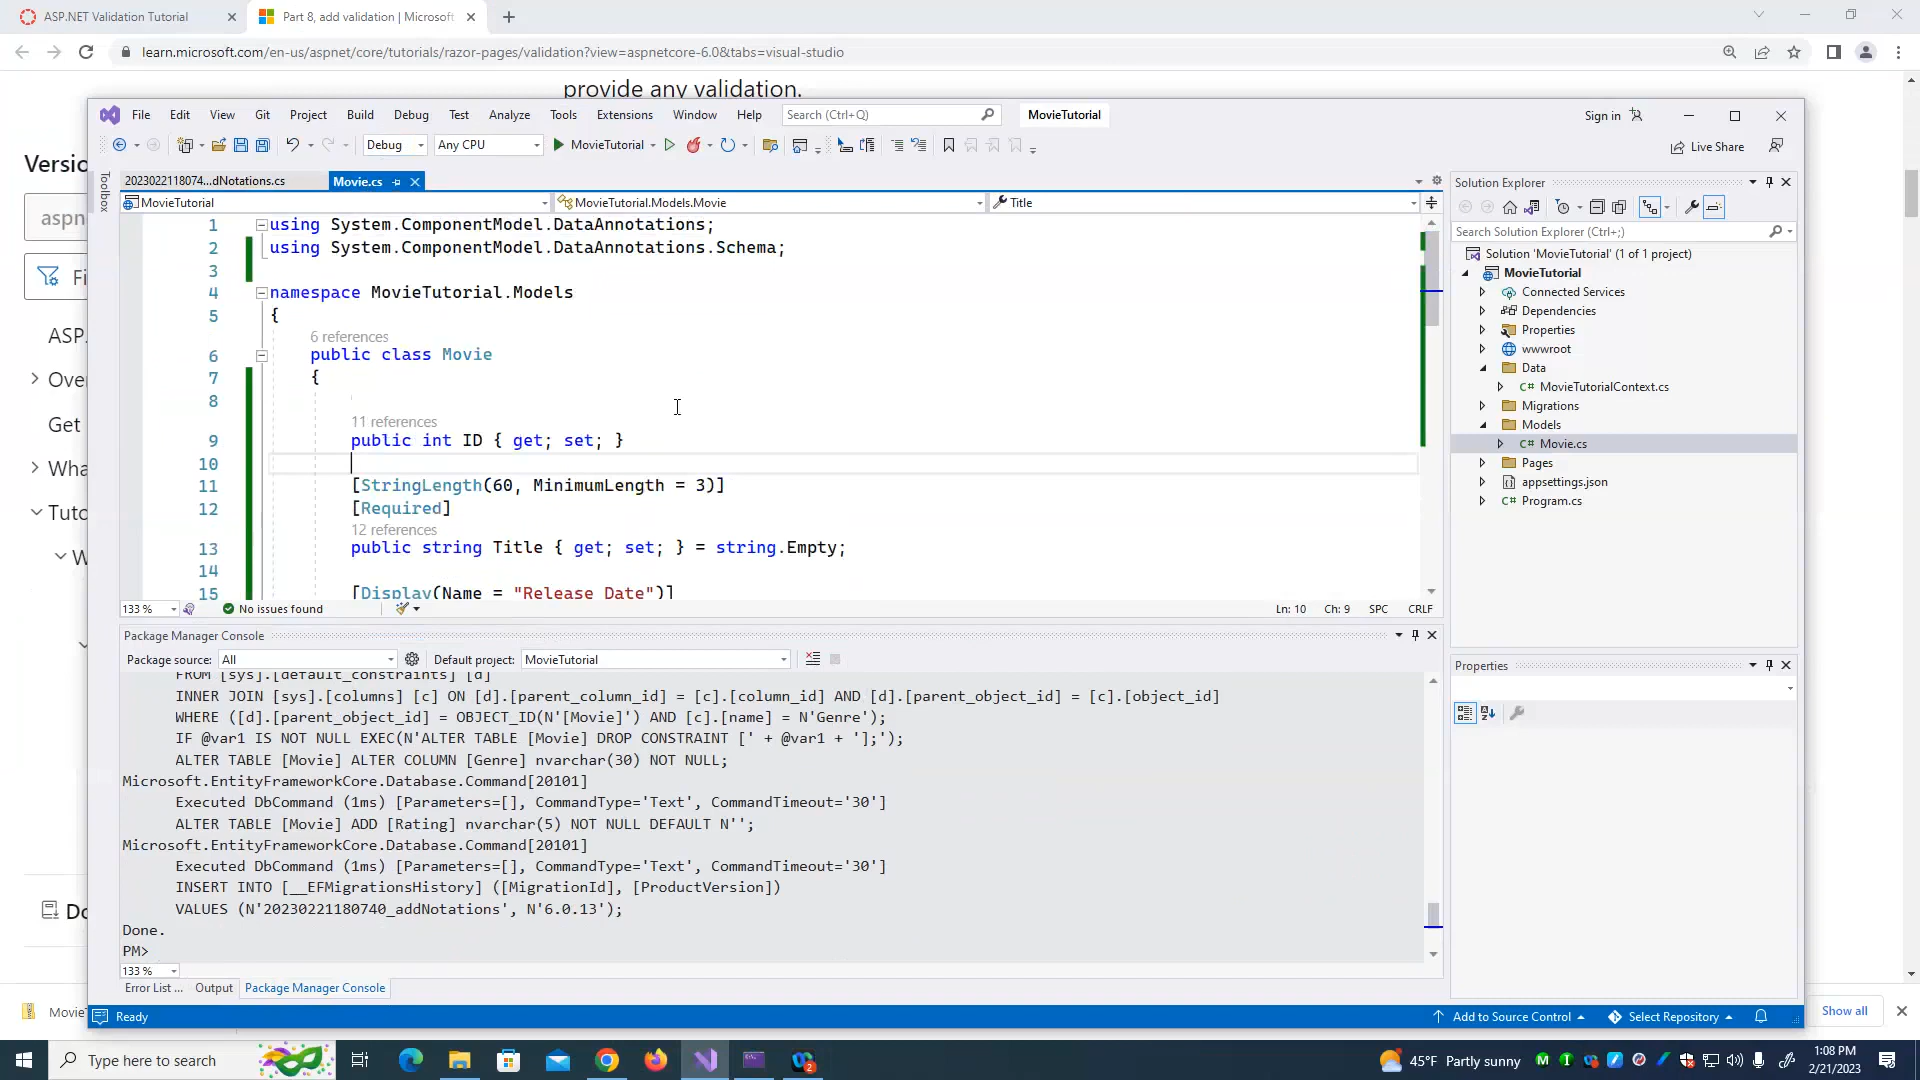 ASP.NET Validation Tutorial
Part 8, add validation | Microsoft
learn.microsoft.com/en-us/aspnet/core/tutorials/razor-pages/validation?view=aspnetcore-6.0&tabs=visual-studio
provide any validation.
File Edit View Git Project Build Debug Test Analyze Tools Extensions Window Help Search (Ctrl+Q) MovieTutorial Sign in
Debug Any CPU MovieTutorial Live Share
Versio
aspn
Fi
ASP.
Over
Get
Wha
Tuto
W
Do
Toolbox
2023022118074...dNotations.cs Movie.cs
MovieTutorial MovieTutorial.Models.Movie Title
1 using System.ComponentModel.DataAnnotations;
2 using System.ComponentModel.DataAnnotations.Schema;
3
4 namespace MovieTutorial.Models
5 {
6 references
6 public class Movie
7 {
8
11 references
9 public int ID { get; set; }
10
11 [StringLength(60, MinimumLength = 3)]
12 [Required]
12 references
13 public string Title { get; set; } = string.Empty;
14
15 [Display(Name = "Release Date")]
133 % No issues found Ln: 10 Ch: 9 SPC CRLF
Package Manager Console
Package source: All Default project: MovieTutorial
FROM [sys].[default_constraints] [d]
INNER JOIN [sys].[columns] [c] ON [d].[parent_column_id] = [c].[column_id] AND [d].[parent_object_id] = [c].[object_id]
WHERE ([d].[parent_object_id] = OBJECT_ID(N'[Movie]') AND [c].[name] = N'Genre');
IF @var1 IS NOT NULL EXEC(N'ALTER TABLE [Movie] DROP CONSTRAINT [' + @var1 + '];');
ALTER TABLE [Movie] ALTER COLUMN [Genre] nvarchar(30) NOT NULL;
Microsoft.EntityFrameworkCore.Database.Command[20101]
Executed DbCommand (1ms) [Parameters=[], CommandType='Text', CommandTimeout='30']
ALTER TABLE [Movie] ADD [Rating] nvarchar(5) NOT NULL DEFAULT N'';
Microsoft.EntityFrameworkCore.Database.Command[20101]
Executed DbCommand (1ms) [Parameters=[], CommandType='Text', CommandTimeout='30']
INSERT INTO [__EFMigrationsHistory] ([MigrationId], [ProductVersion])
VALUES (N'20230221180740_addNotations', N'6.0.13');
Done.
PM>
133 %
Error List ... Output Package Manager Console
Solution Explorer
Search Solution Explorer (Ctrl+;)
Solution 'MovieTutorial' (1 of 1 project)
MovieTutorial
Connected Services
Dependencies
Properties
wwwroot
Data
C# MovieTutorialContext.cs
Migrations
Models
C# Movie.cs
Pages
appsettings.json
C# Program.cs
Properties
Ready Add to Source Control Select Repository
Movie Show all
Type here to search 2 45°F Partly sunny 1:08 PM
2/21/2023